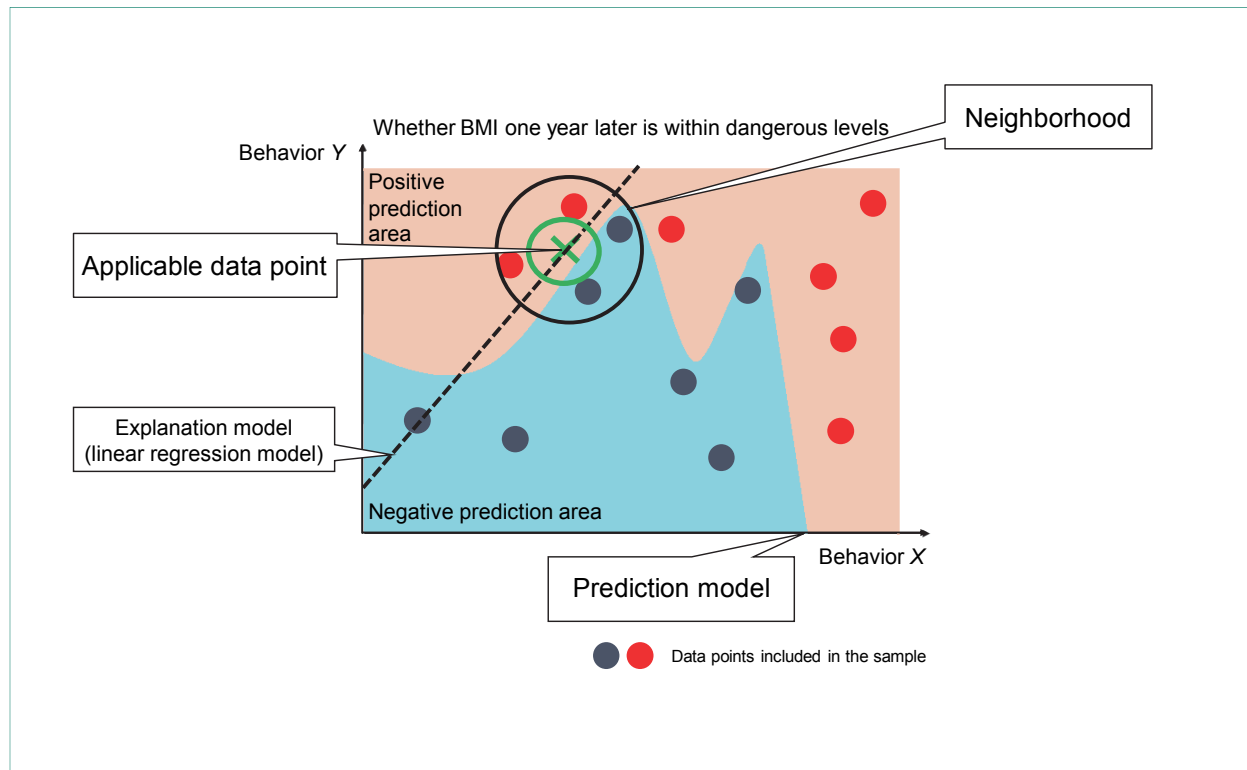 Whether BMI one year later is within dangerous levels
Neighborhood
Behavior Y
Positive
prediction
area
Applicable data point
Explanation model
(linear regression model)
Negative prediction area
Behavior X
Prediction model
Data points included in the sample